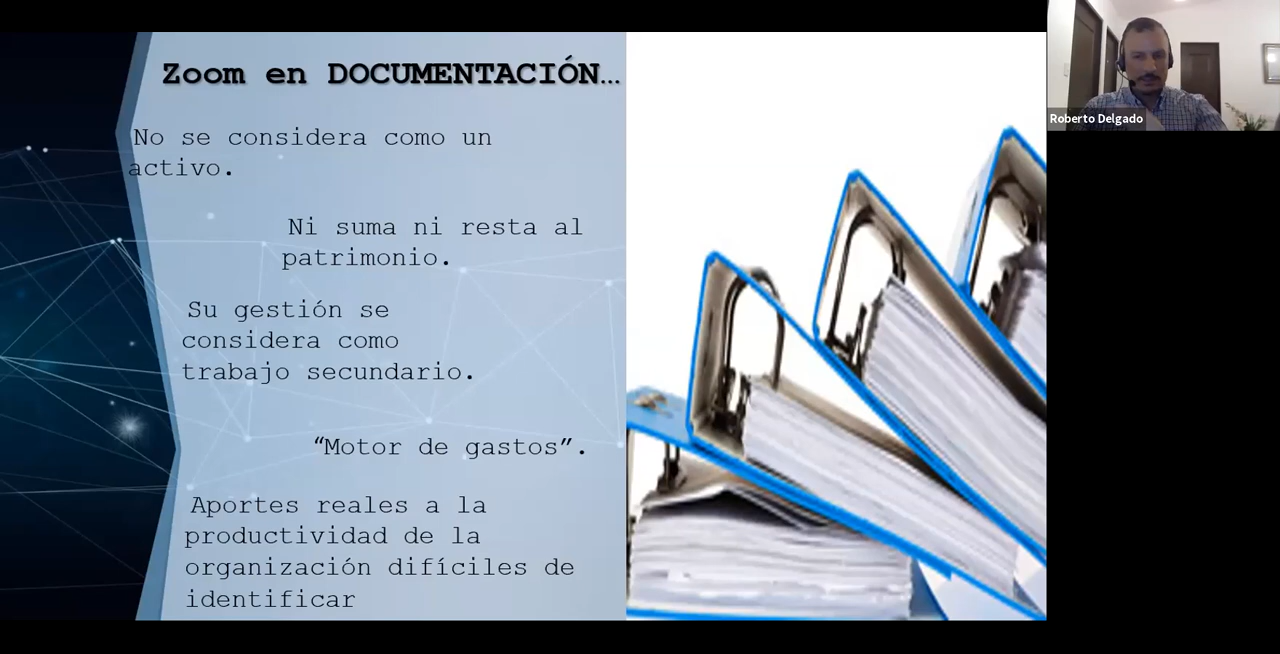 Zoom en DOCUMENTACIÓN…
No se considera como un
activo.
Ni suma ni resta al
patrimonio.
Su gestión se
considera como
trabajo secundario.
“Motor de gastos”.
Aportes reales a la
productividad de la
organización difíciles de
identificar
Roberto Delgado